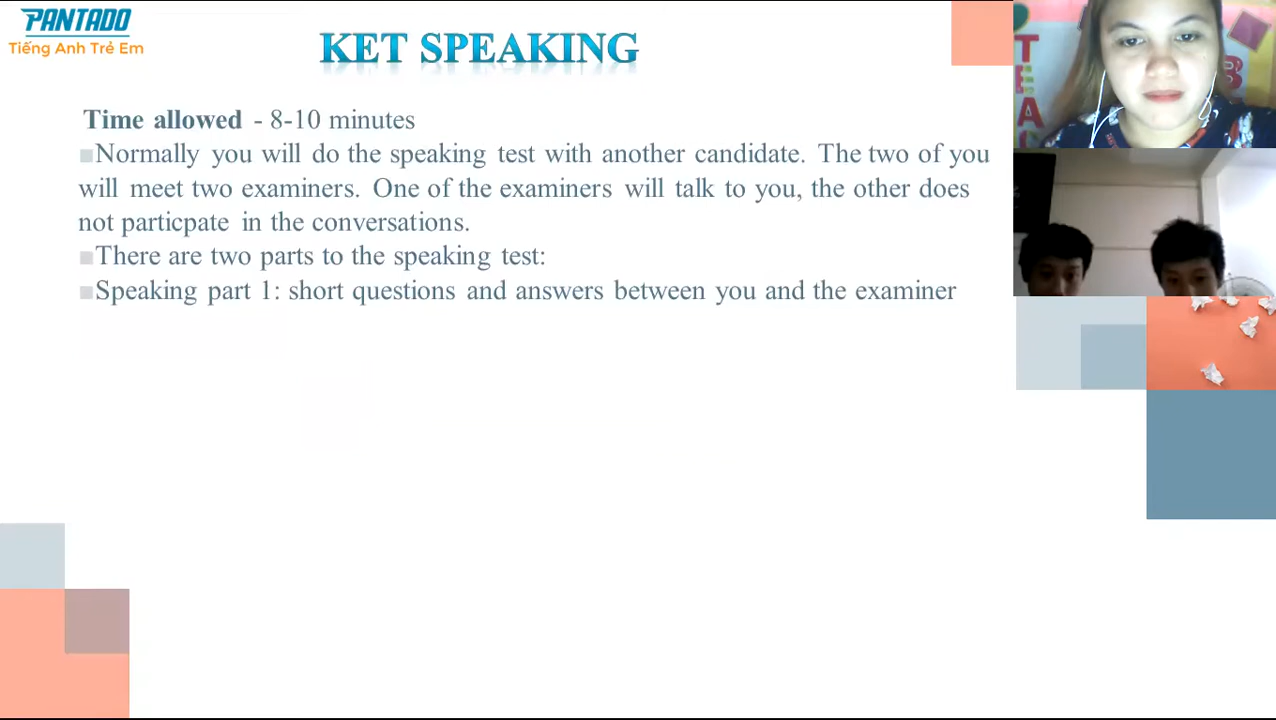 PANTADO
Tiếng Anh Trẻ Em
KET SPEAKING
Time allowed - 8-10 minutes
Normally you will do the speaking test with another candidate. The two of you
will meet two examiners. One of the examiners will talk to you, the other does
not particpate in the conversations.
There are two parts to the speaking test:
Speaking part 1: short questions and answers between you and the examiner